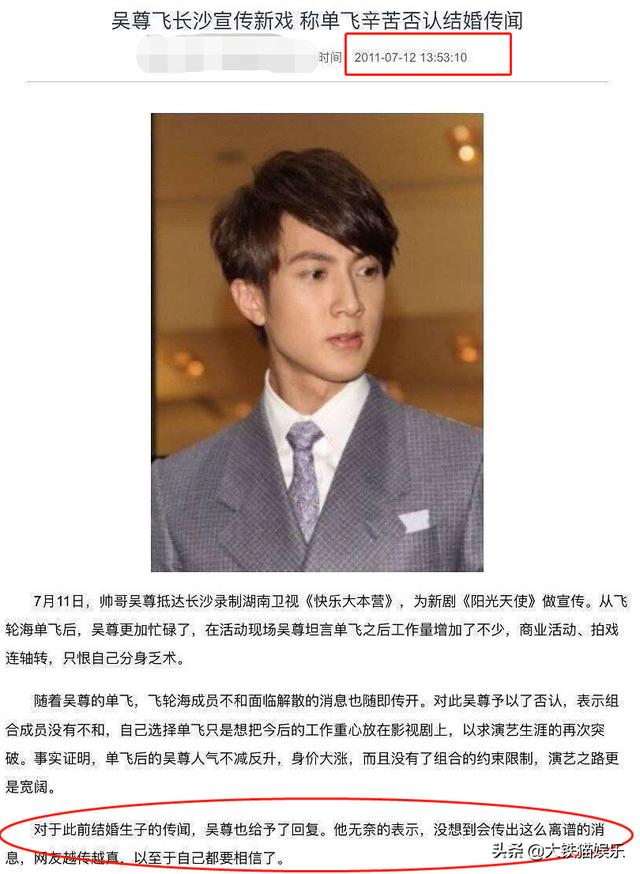 吴尊飞长沙宣传新戏 称单飞辛苦否认结婚传闻
时间 2011-07-12 13:53:10
7月11日，帅哥吴尊抵达长沙录制湖南卫视《快乐大本营》，为新剧《阳光天使》做宣传。从飞
轮海单飞后，吴尊更加忙碌了，在活动现场吴尊坦言单飞之后工作量增加了不少，商业活动、拍戏
连轴转，只恨自己分身乏术。
随着吴尊的单飞，飞轮海成员不和面临解散的消息也随即传开。对此吴尊予以了否认，表示组
合成员没有不和，自己选择单飞只是想把今后的工作重心放在影视剧上，以求演艺生涯的再次突
破。事实证明，单飞后的吴尊人气不减反升，身价大涨，而且没有了组合的约束限制，演艺之路更
是宽阔。
对于此前结婚生子的传闻，吴尊也给予了回复。他无奈的表示，没想到会传出这么离谱的消
息，网友越传越真，以至于自己都要相信了。
头条 @大铁猫娱乐